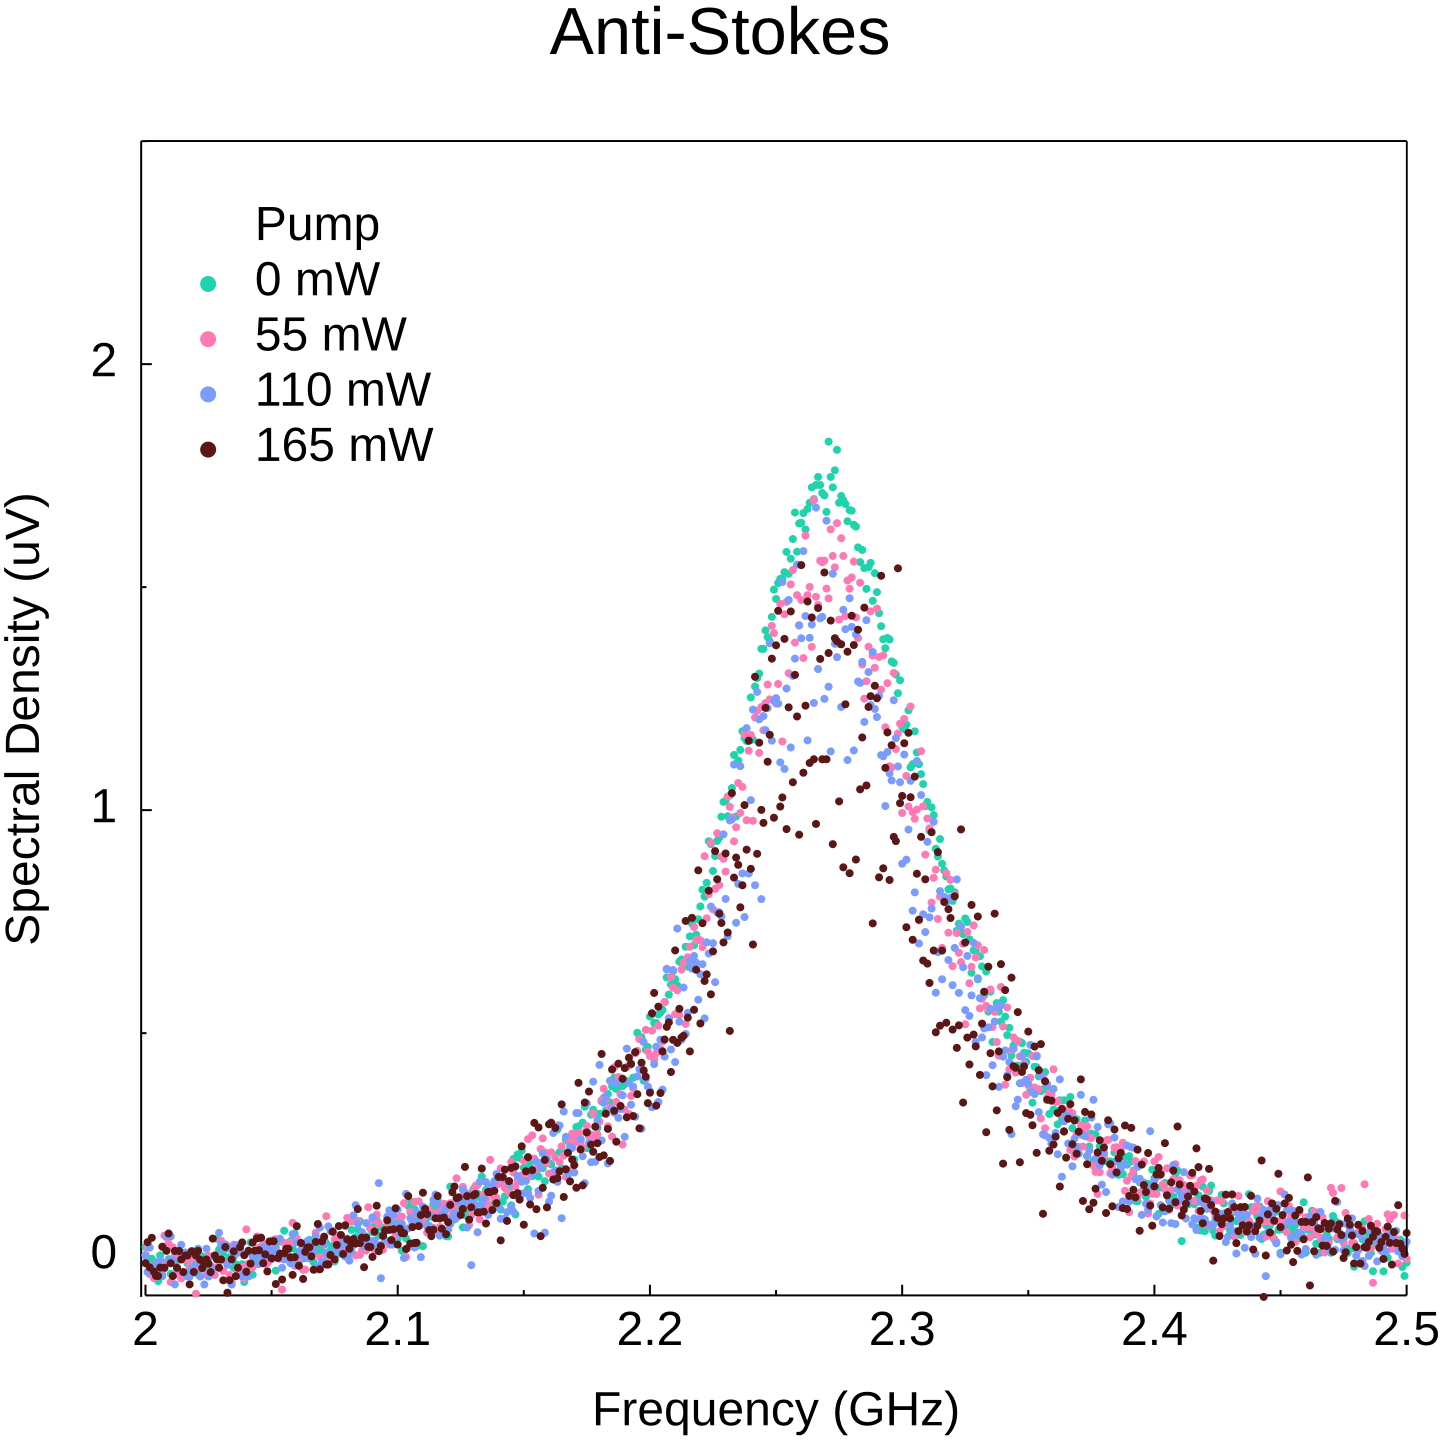 Anti-Stokes
Pump
0 mW
55 mW
110 mW
165 mW
2
1
0
Spectral Density (uV)
2
2.1
2.2
2.3
2.4
2.5
Frequency (GHz)